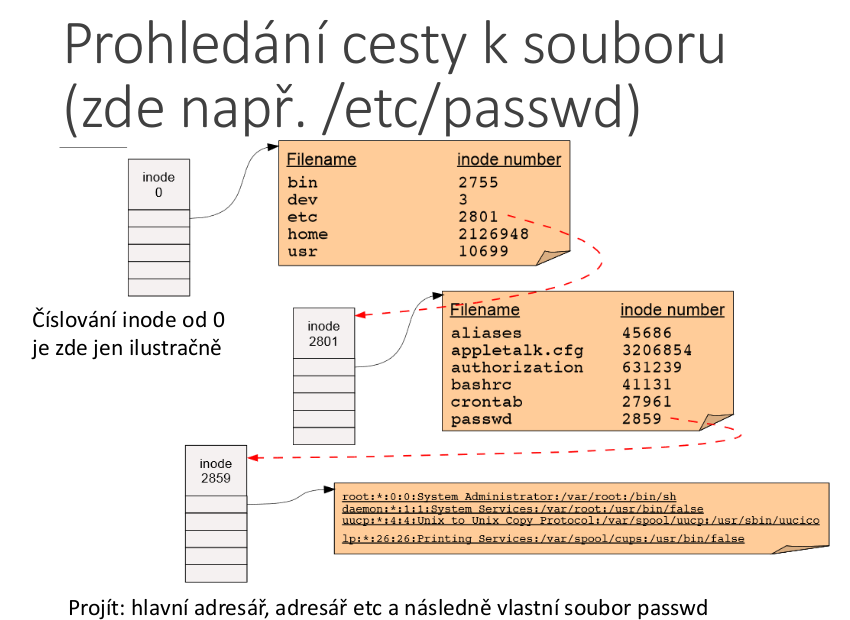 Prohledání cesty k souboru
(zde např. /etc/passwd)
inode
0
Filename inode number
bin 2755
dev 3
etc 2801
home 2126948
usr 10699
Číslování inode od 0
je zde jen ilustračně
inode
2801
Filename inode number
aliases 45686
appletalk.cfg 3206854
authorization 631239
bashrc 41131
crontab 27961
passwd 2859
inode
2859
root:*:0:0:System Administrator:/var/root:/bin/sh
daemon:*:1:1:System Services:/var/root:/usr/bin/false
uucp:*:4:4:Unix to Unix Copy Protocol:/var/spool/uucp:/usr/sbin/uucico
lp:*:26:26:Printing Services:/var/spool/cups:/usr/bin/false
Projít: hlavní adresář, adresář etc a následně vlastní soubor passwd